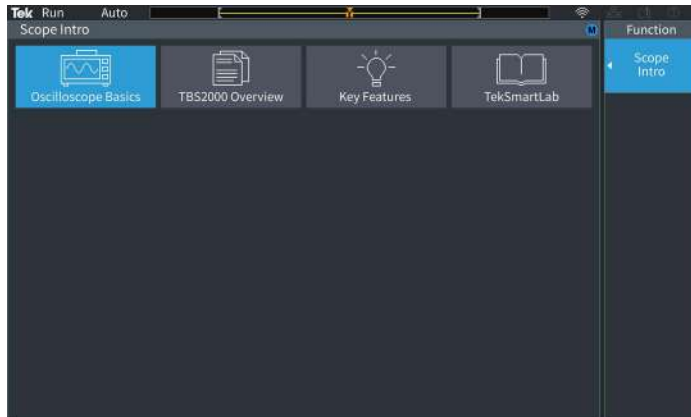 Tek Run Auto
Scope Intro
M
Function
Oscilloscope Basics
TBS2000 Overview
Key Features
TekSmartLab
Scope
Intro